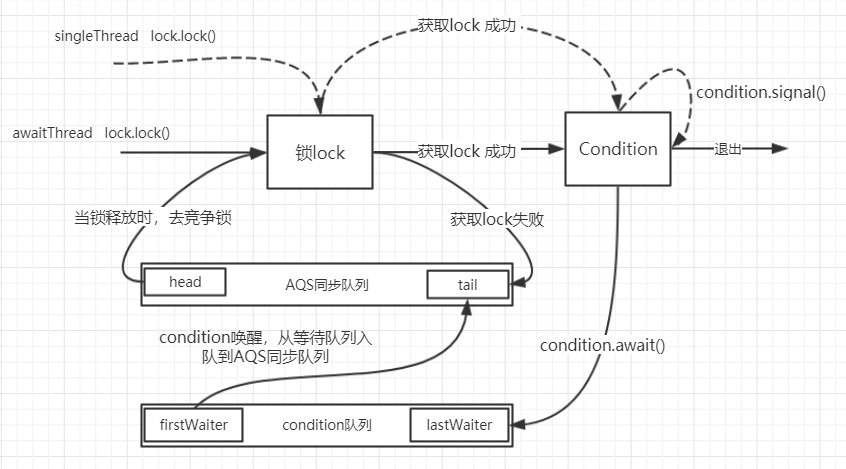 singleThread lock.lock()
获取lock 成功
condition.signal()
awaitThread lock.lock()
锁lock
获取lock 成功
Condition
退出
当锁释放时，去竞争锁
获取lock失败
head
AQS同步队列
tail
condition唤醒，从等待队列入
队到AQS同步队列
condition.await()
firstWaiter
condition队列
lastWaiter